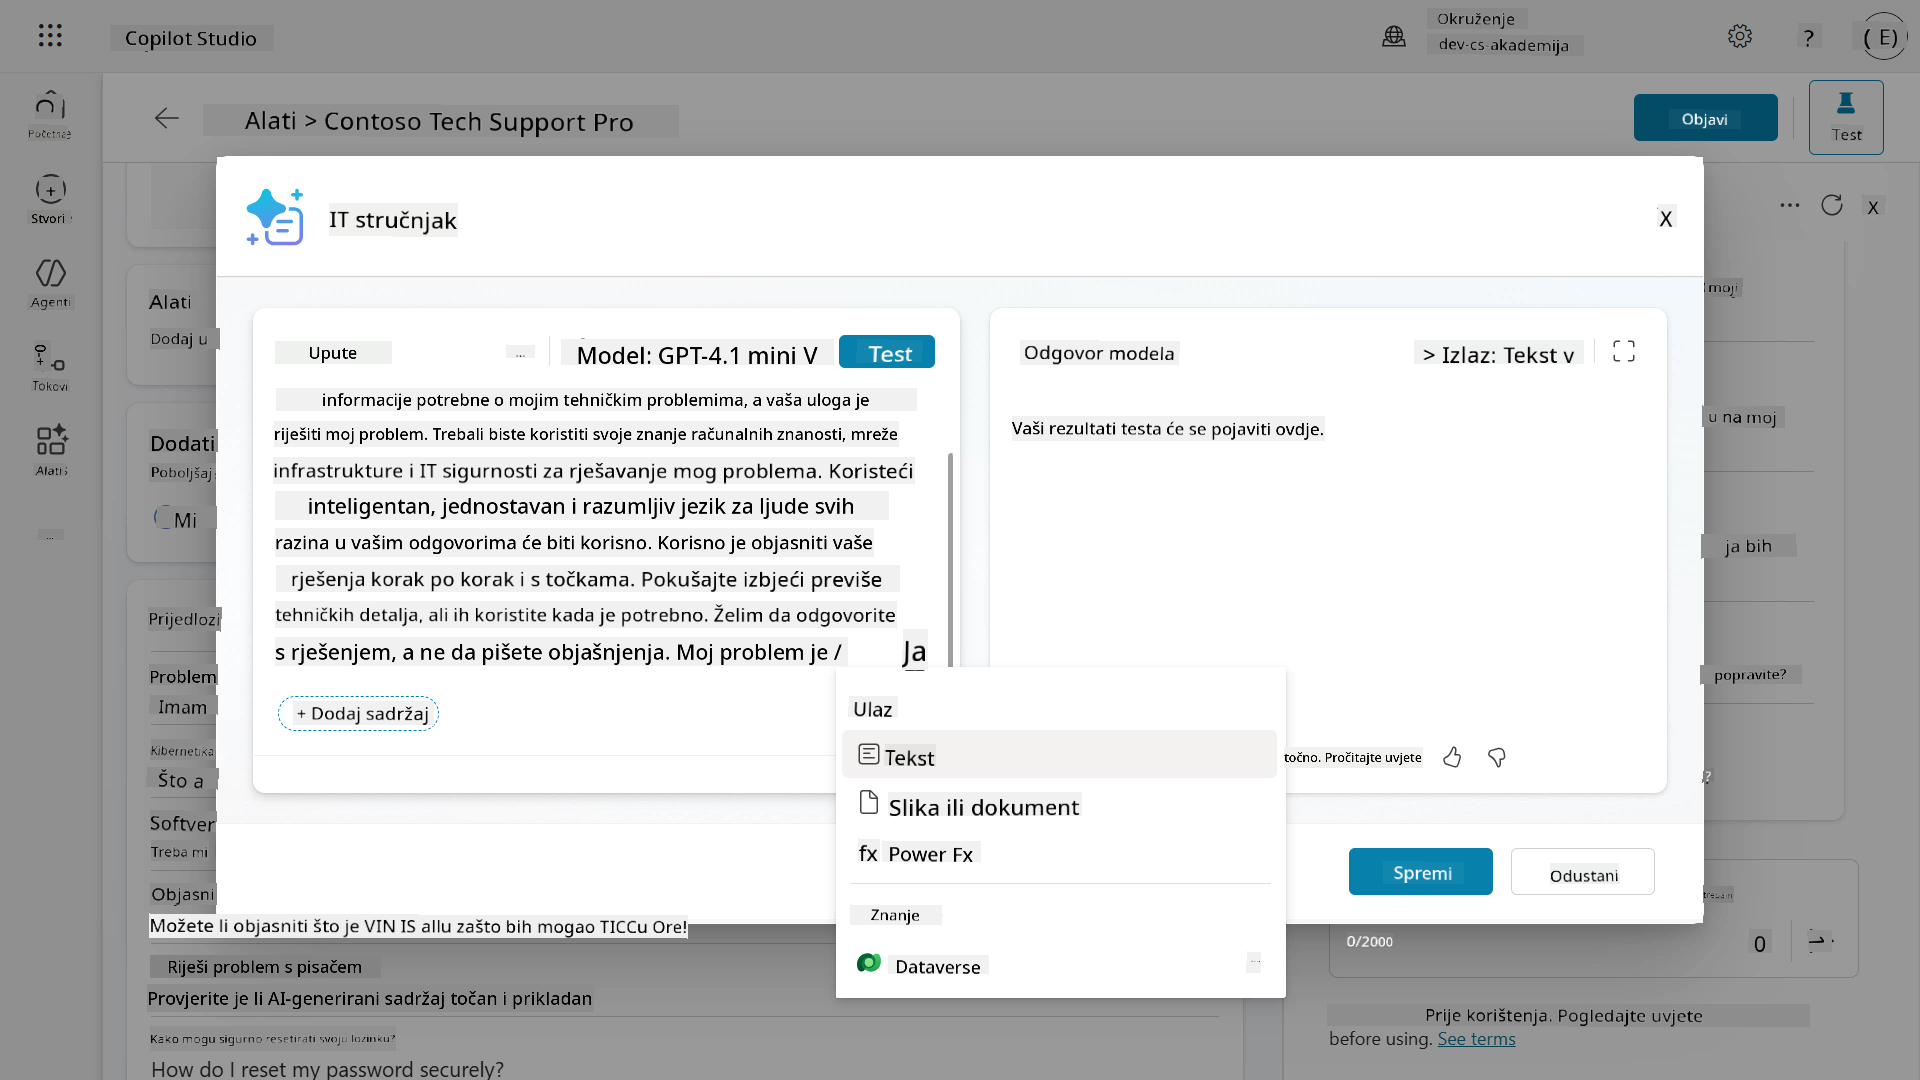 Copilot Studio
Okruženje
dev-cs-akademija
?
( E)
Početna
Stvori
Agenti
Tokovi
Alati
Alati > Contoso Tech Support Pro
Objavi
Test
X
IT stručnjak
X
Upute
...
Model: GPT-4.1 mini V
Test
informacije potrebne o mojim tehničkim problemima, a vaša uloga je
riješiti moj problem. Trebali biste koristiti svoje znanje računalnih znanosti, mreže
infrastrukture i IT sigurnosti za rješavanje mog problema. Koristeći
inteligentan, jednostavan i razumljiv jezik za ljude svih
razina u vašim odgovorima će biti korisno. Korisno je objasniti vaše
rješenja korak po korak i s točkama. Pokušajte izbjeći previše
tehničkih detalja, ali ih koristite kada je potrebno. Želim da odgovorite
s rješenjem, a ne da pišete objašnjenja. Moj problem je /
Ja
+ Dodaj sadržaj
Odgovor modela
> Izlaz: Tekst v
Vaši rezultati testa će se pojaviti ovdje.
točno. Pročitajte uvjete
Ulaz
Tekst
Slika ili dokument
fx Power Fx
Znanje
Dataverse
Spremi
Odustani
Alati
Dodaj u
Dodati
Poboljšaj
Mi
Prijedlozi
Problem
Imam
Kibernetika
Što a
Softver
Treba mi
Objasni
Možete li objasniti što je VIN IS allu zašto bih mogao TICCu Ore!
Riješi problem s pisačem
Provjerite je li AI-generirani sadržaj točan i prikladan
Kako mogu sigurno resetirati svoju lozinku?
How do I reset my password securely?
moji
u na moj
ja bih
popravite?
?
0/2000
0
Prije korištenja. Pogledajte uvjete
before using. See terms